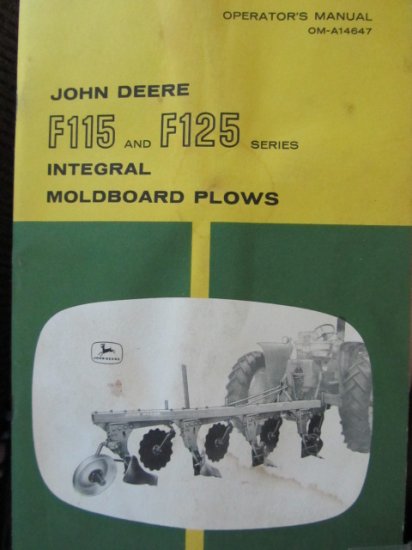 OPERATOR'S MANUAL
OM-A14647
JOHN DEERE
F115 AND F125 SERIES
INTEGRAL
MOLDBOARD PLOWS
JOHN DEERE